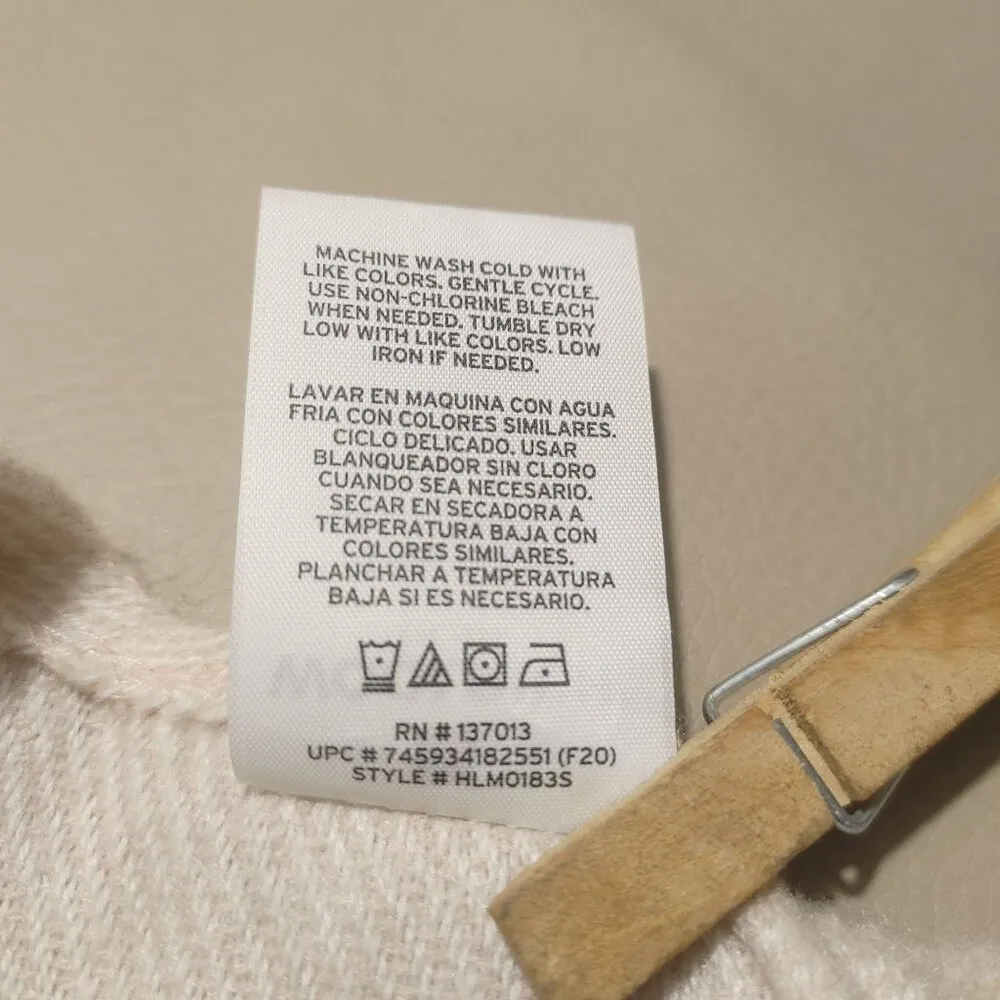 MACHINE WASH COLD WITH
LIKE COLORS. GENTLE CYCLE.
USE NON-CHLORINE BLEACH
WHEN NEEDED. TUMBLE DRY
LOW WITH LIKE COLORS. LOW
IRON IF NEEDED.
LAVAR EN MAQUINA CON AGUA
FRIA CON COLORES SIMILARES.
CICLO DELICADO. USAR
BLANQUEADOR SIN CLORO
CUANDO SEA NECESARIO.
SECAR EN SECADORA A
TEMPERATURA BAJA CON
COLORES SIMILARES.
PLANCHAR A TEMPERATURA
BAJA SI ES NECESARIO.
RN # 137013
UPC # 745934182551 (F20)
STYLE # HLM0183S